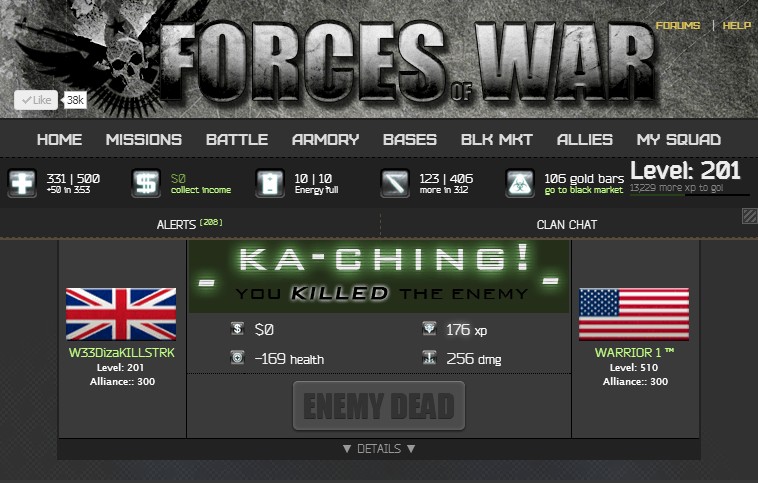 FORUMS | HELP
FORCES OF WAR
Like 38k
HOME MISSIONS BATTLE ARMORY BASES BLK MKT ALLIES MY SQUAD
331 | 500
+50 in 3:53
$0
collect income
10 | 10
Energy full
123 | 406
more in 3:12
106 gold bars
go to black market
Level: 201
13,229 more xp to go!
ALERTS [208]
CLAN CHAT
- KA-CHING! -
YOU KILLED THE ENEMY
$0
176 xp
-169 health
256 dmg
ENEMY DEAD
W33DizaKILLSTRK
Level: 201
Alliance:: 300
WARRIOR 1 ™
Level: 510
Alliance:: 300
▼ DETAILS ▼